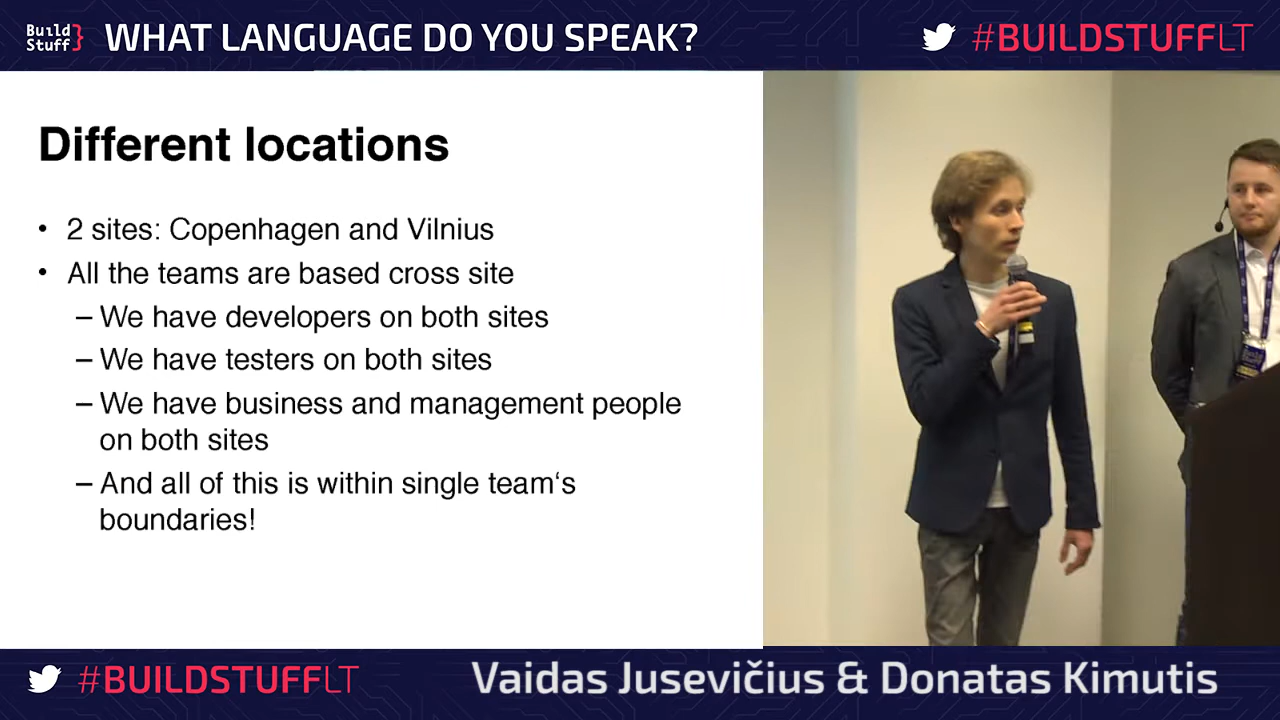 Build
Stuff}
WHAT LANGUAGE DO YOU SPEAK?
#BUILDSTUFFLT
Different locations
• 2 sites: Copenhagen and Vilnius
• All the teams are based cross site
– We have developers on both sites
– We have testers on both sites
– We have business and management people
on both sites
– And all of this is within single team‘s
boundaries!
#BUILDSTUFFLT
Vaidas Jusevičius & Donatas Kimutis